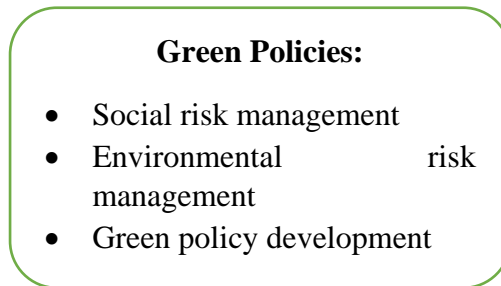 Green Policies:
• Social risk management
• Environmental risk
management
• Green policy development